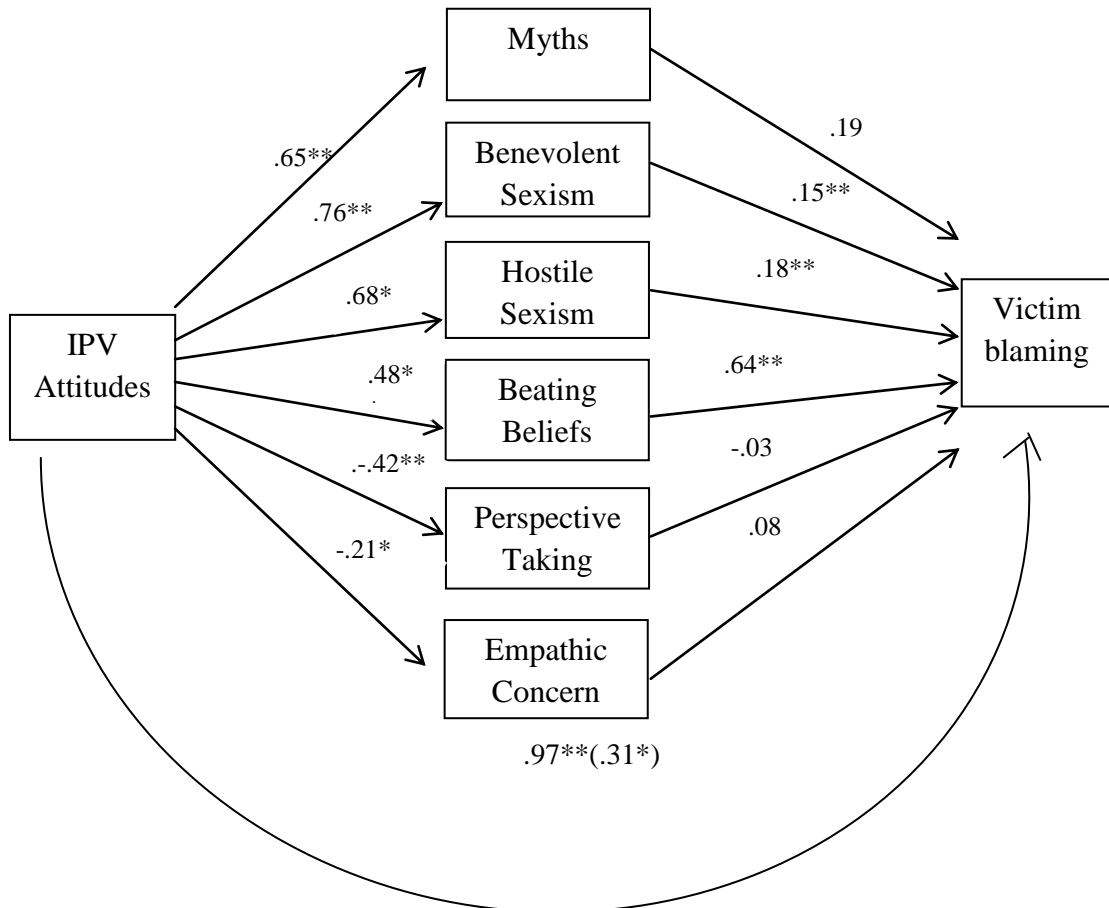 Myths
.19
.65**
Benevolent
Sexism
.15**
.76**
Hostile
Sexism
.18**
.68*
Victim
blaming
IPV
Attitudes
.48*
Beating
Beliefs
.64**
.-.42**
Perspective
Taking
-.03
-.21*
.08
Empathic
Concern
.97**(.31*)